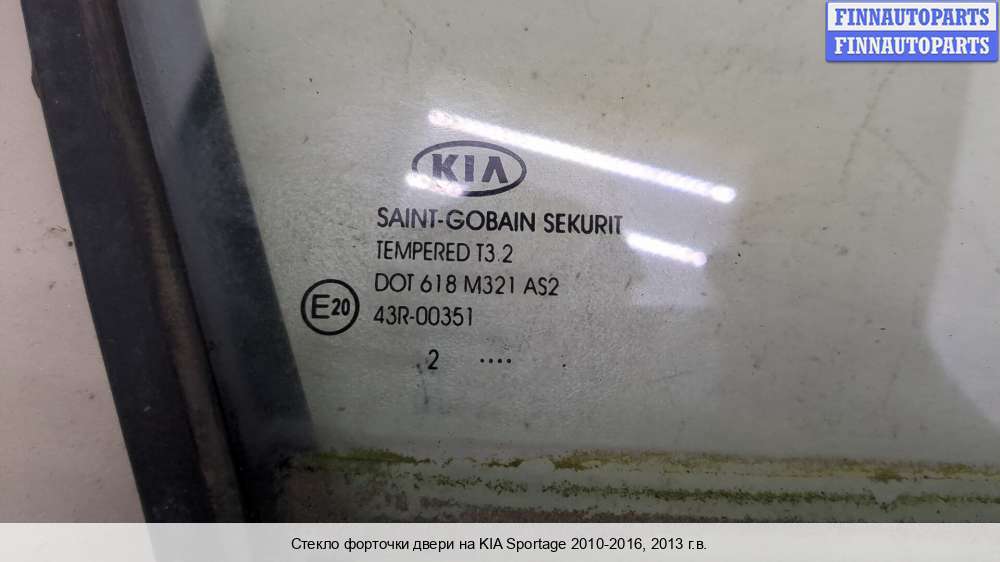 FINNAUTOPARTS
FINNAUTOPARTS
KIA
SAINT-GOBAIN SEKURIT
TEMPERED T3.2
DOT 618 M321 AS2
E20 43R-00351
2 ....
Стекло форточки двери на KIA Sportage 2010-2016, 2013 г.в.